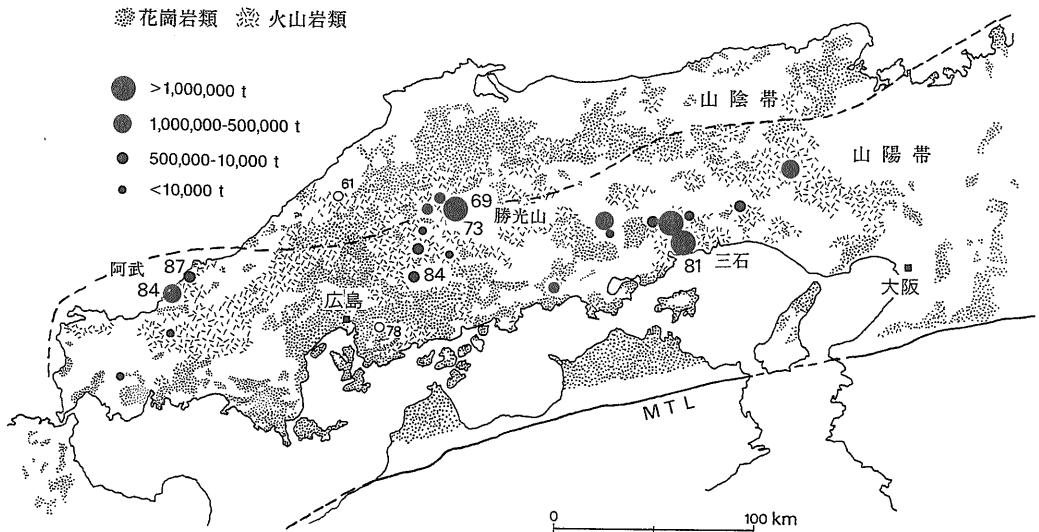 花崗岩類 火山岩類
>1,000,000 t
1,000,000-500,000 t
500,000-10,000 t
<10,000 t
山陰帯
山陽帯
61
69
勝光山
73
阿武
87
84
84
81
三石
大阪
広島
78
MTL
0 100 km